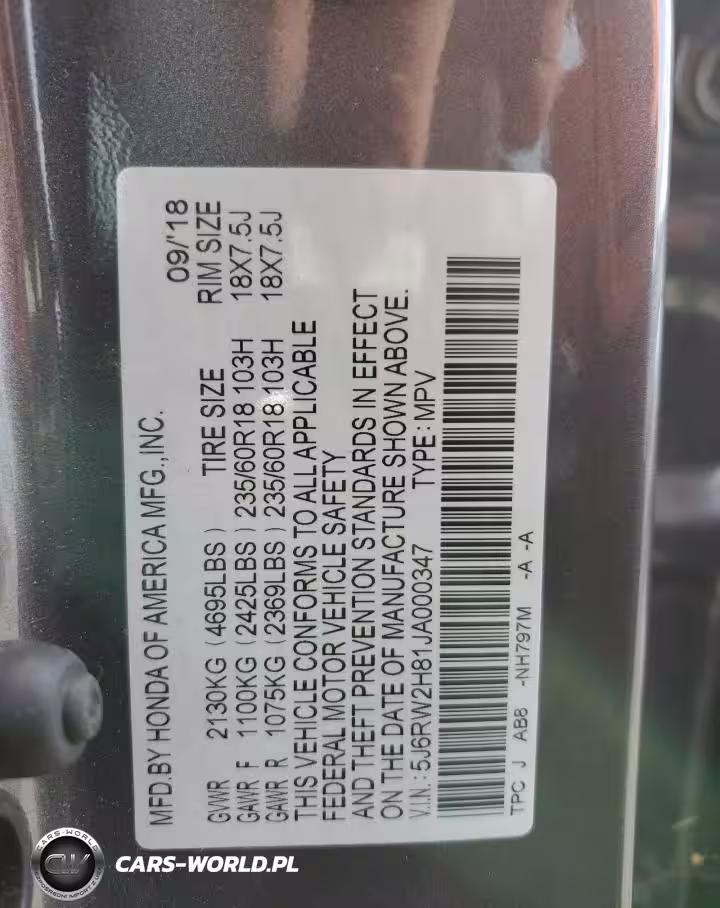 MFD.BY HONDA OF AMERICA MFG.,INC. 09/'18
GVWR 2130KG (4695LBS) TIRE SIZE RIM SIZE
GAWR F 1100KG (2425LBS) 235/60R18 103H 18X7.5J
GAWR R 1075KG (2369LBS) 235/60R18 103H 18X7.5J
THIS VEHICLE CONFORMS TO ALL APPLICABLE
FEDERAL MOTOR VEHICLE SAFETY
AND THEFT PREVENTION STANDARDS IN EFFECT
ON THE DATE OF MANUFACTURE SHOWN ABOVE.
V.I.N.: 5J6RW2H81JA000347 TYPE: MPV
TPC J AB8 -NH797M -A -A
CARS-WORLD
CW
CARS-WORLD.PL